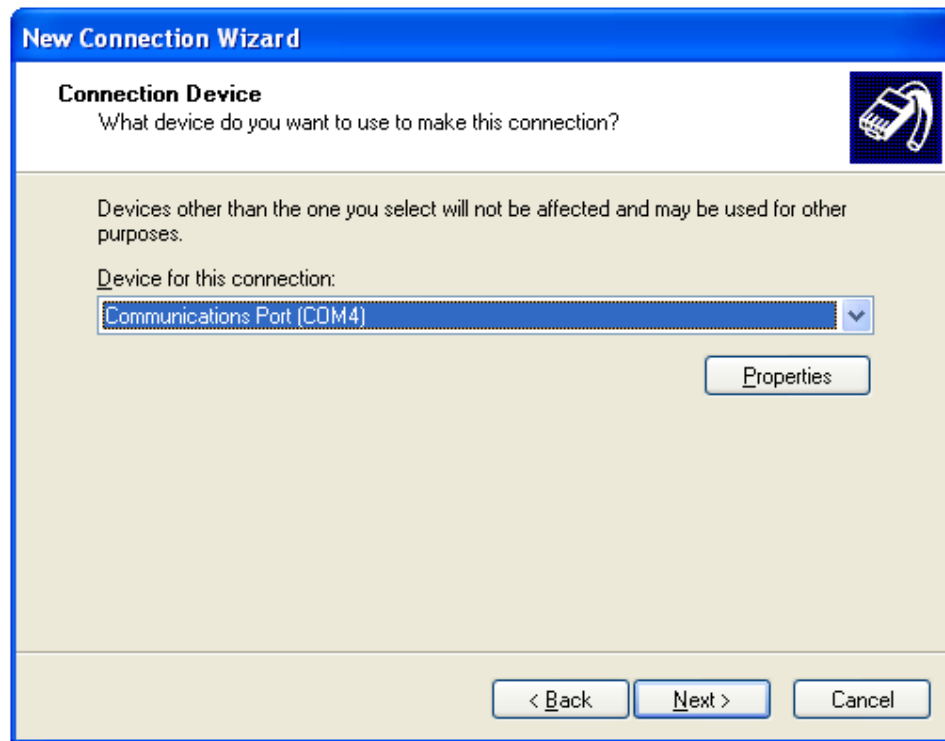 New Connection Wizard
Connection Device
What device do you want to use to make this connection?
Devices other than the one you select will not be affected and may be used for other
purposes.
Device for this connection:
Communications Port (COM4)
Properties
< Back Next > Cancel